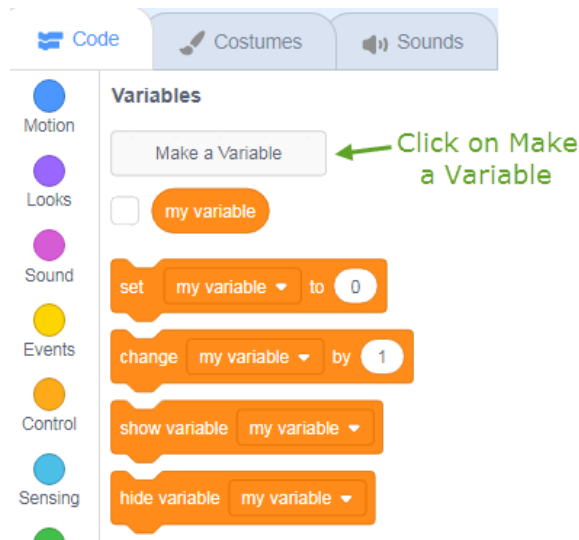 Code
Costumes
Sounds
Motion
Looks
Sound
Events
Control
Sensing
Variables
Make a Variable
Click on Make
a Variable
my variable
set my variable to 0
change my variable by 1
show variable my variable
hide variable my variable